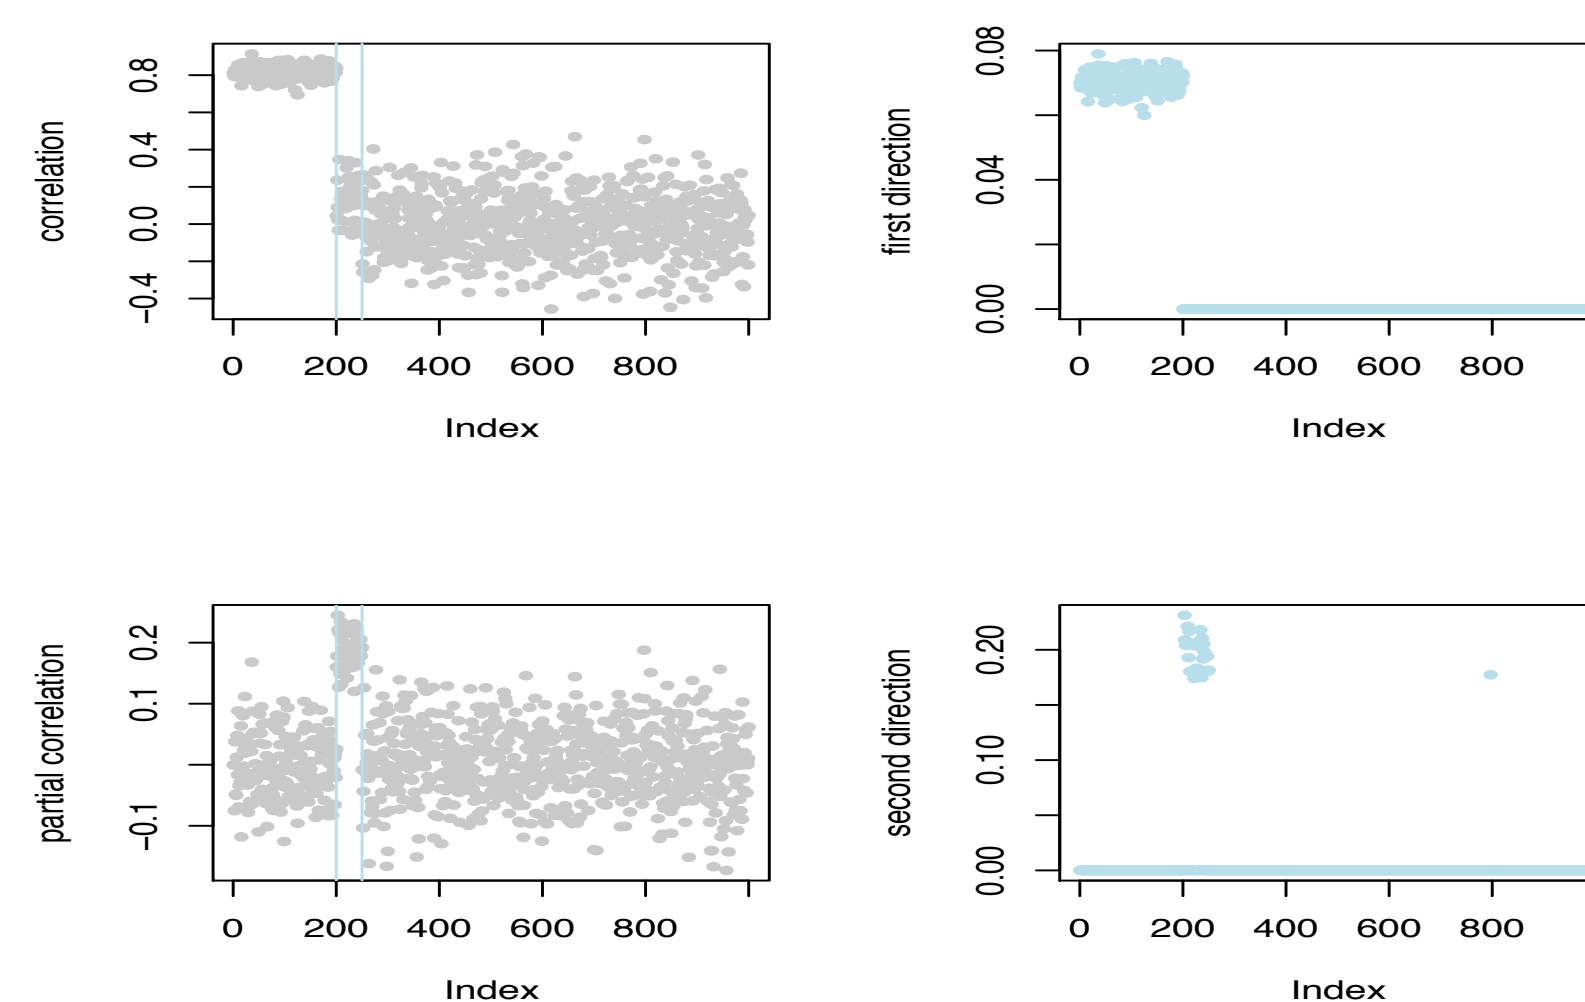 correlation
0.8
0.4
0.0
−0.4
0 200 400 600 800
Index
first direction
0.08
0.04
0.00
0 200 400 600 800
Index
partial correlation
0.2
0.1
−0.1
0 200 400 600 800
Index
second direction
0.20
0.10
0.00
0 200 400 600 800
Index